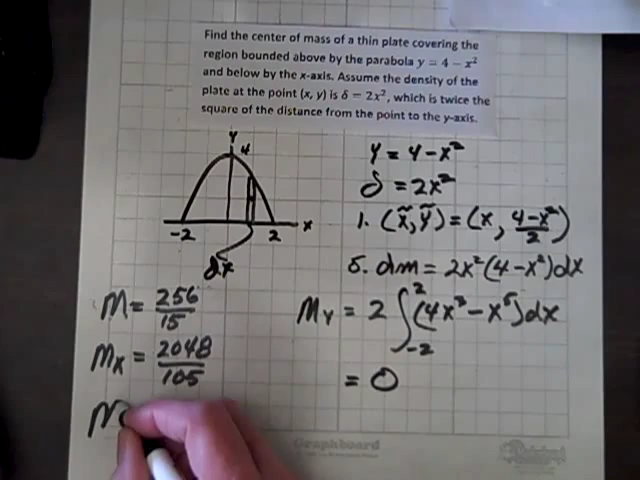 Find the center of mass of a thin plate covering the
region bounded above by the parabola y = 4 − x²
and below by the x-axis. Assume the density of the
plate at the point (x, y) is δ = 2x², which is twice the
square of the distance from the point to the y-axis.
Y
4
-2
2
x
dx
y = 4-x²
δ = 2x²
1. (x̃, ỹ) = (x, (4-x²)/2)
5. dm = 2x²(4-x²)dx
M = 256/15
Mx = 2048/105
My = 2 ∫₋₂² (4x³ - x⁵)dx
= 0
M
Graphboard